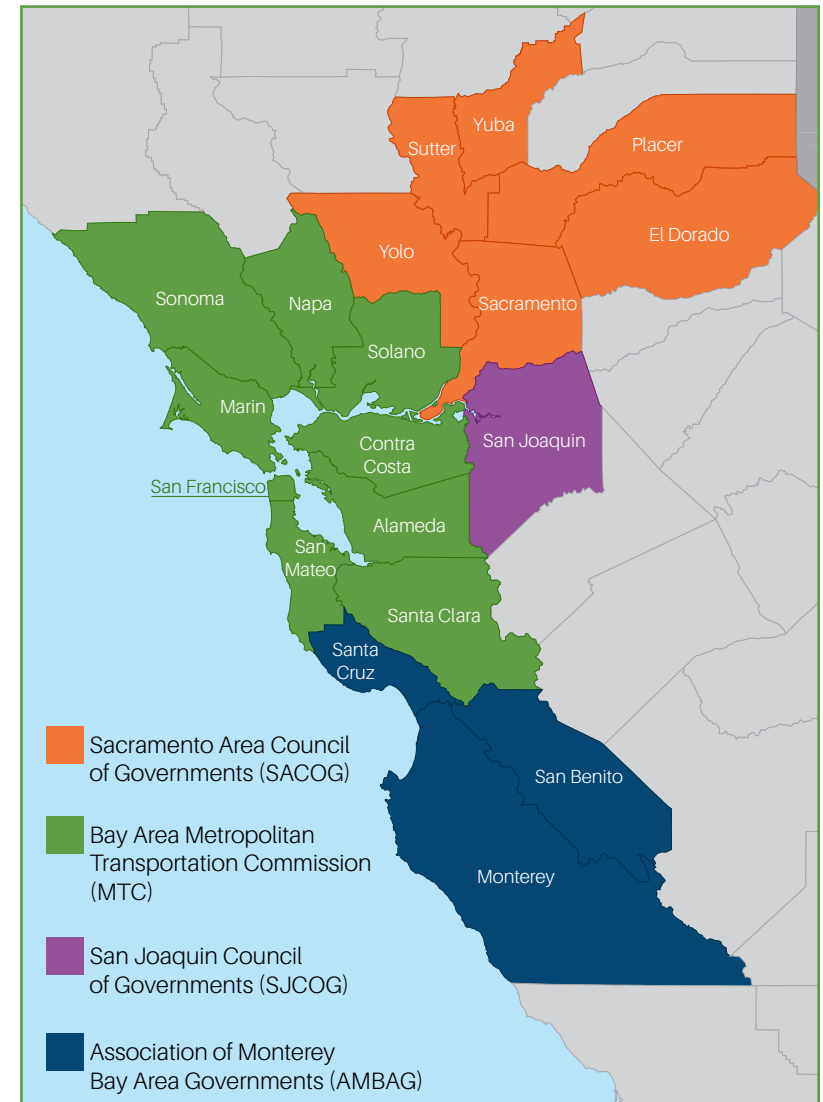 Yuba
Sutter
Placer
El Dorado
Yolo
Sacramento
Sonoma
Napa
Solano
Marin
Contra
Costa
San Joaquin
San Francisco
Alameda
San
Mateo
Santa Clara
Santa
Cruz
San Benito
Monterey
Sacramento Area Council
of Governments (SACOG)
Bay Area Metropolitan
Transportation Commission
(MTC)
San Joaquin Council
of Governments (SJCOG)
Association of Monterey
Bay Area Governments (AMBAG)